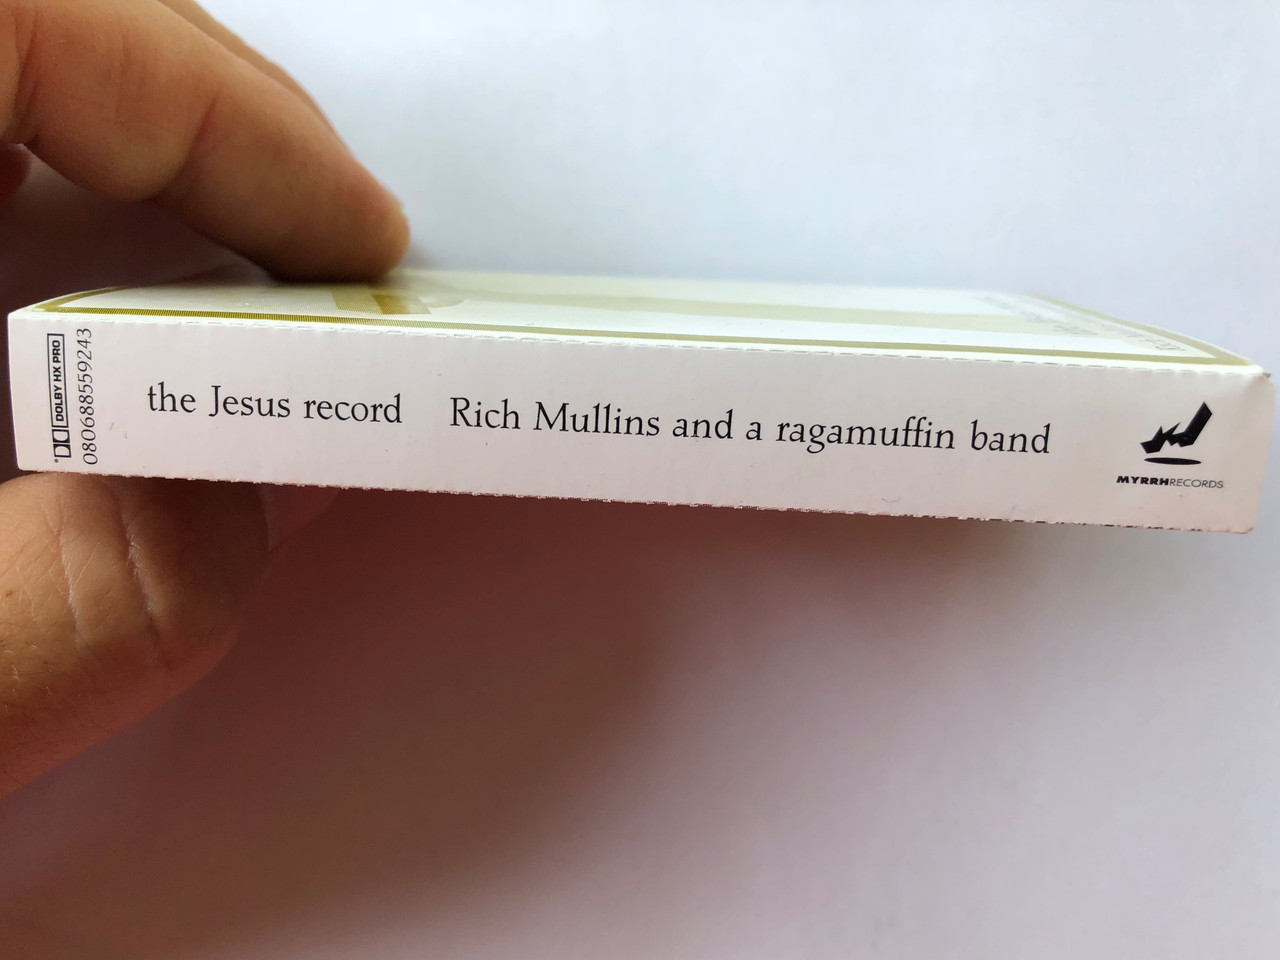 DOLBY HX PRO
080688559243
the Jesus record Rich Mullins and a ragamuffin band
MYRRHRECORDS